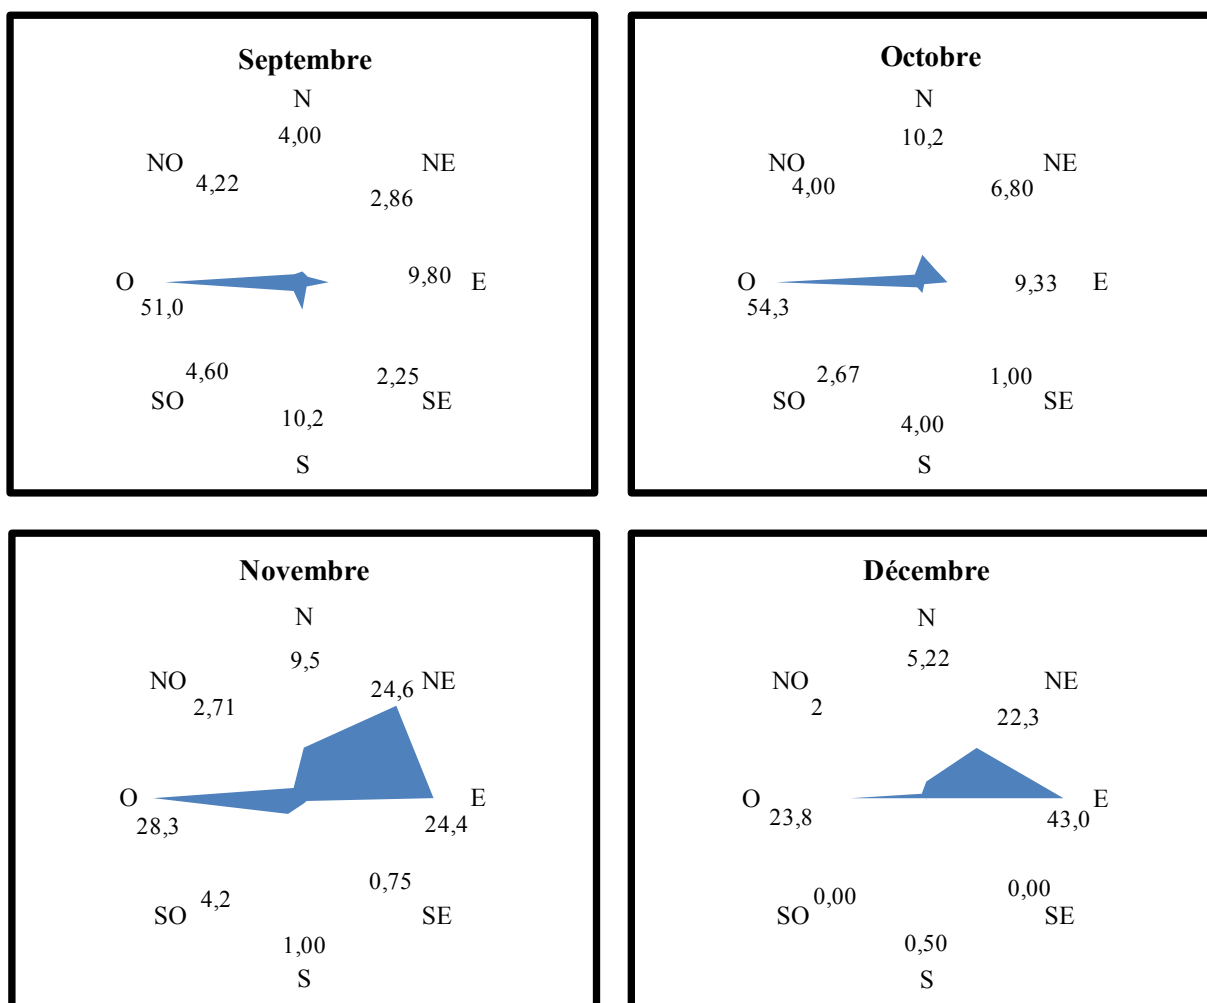 Septembre
N
4,00
NO
NE
4,22
2,86
O
9,80
E
51,0
4,60
2,25
SO
SE
10,2
S
Octobre
N
10,2
NO
NE
4,00
6,80
O
9,33
E
54,3
2,67
1,00
SO
SE
4,00
S
Novembre
N
9,5
NO
24,6
NE
2,71
O
E
28,3
24,4
0,75
4,2
SO
SE
1,00
S
Décembre
N
5,22
NO
NE
2
22,3
O
E
23,8
43,0
0,00
0,00
SO
SE
0,50
S